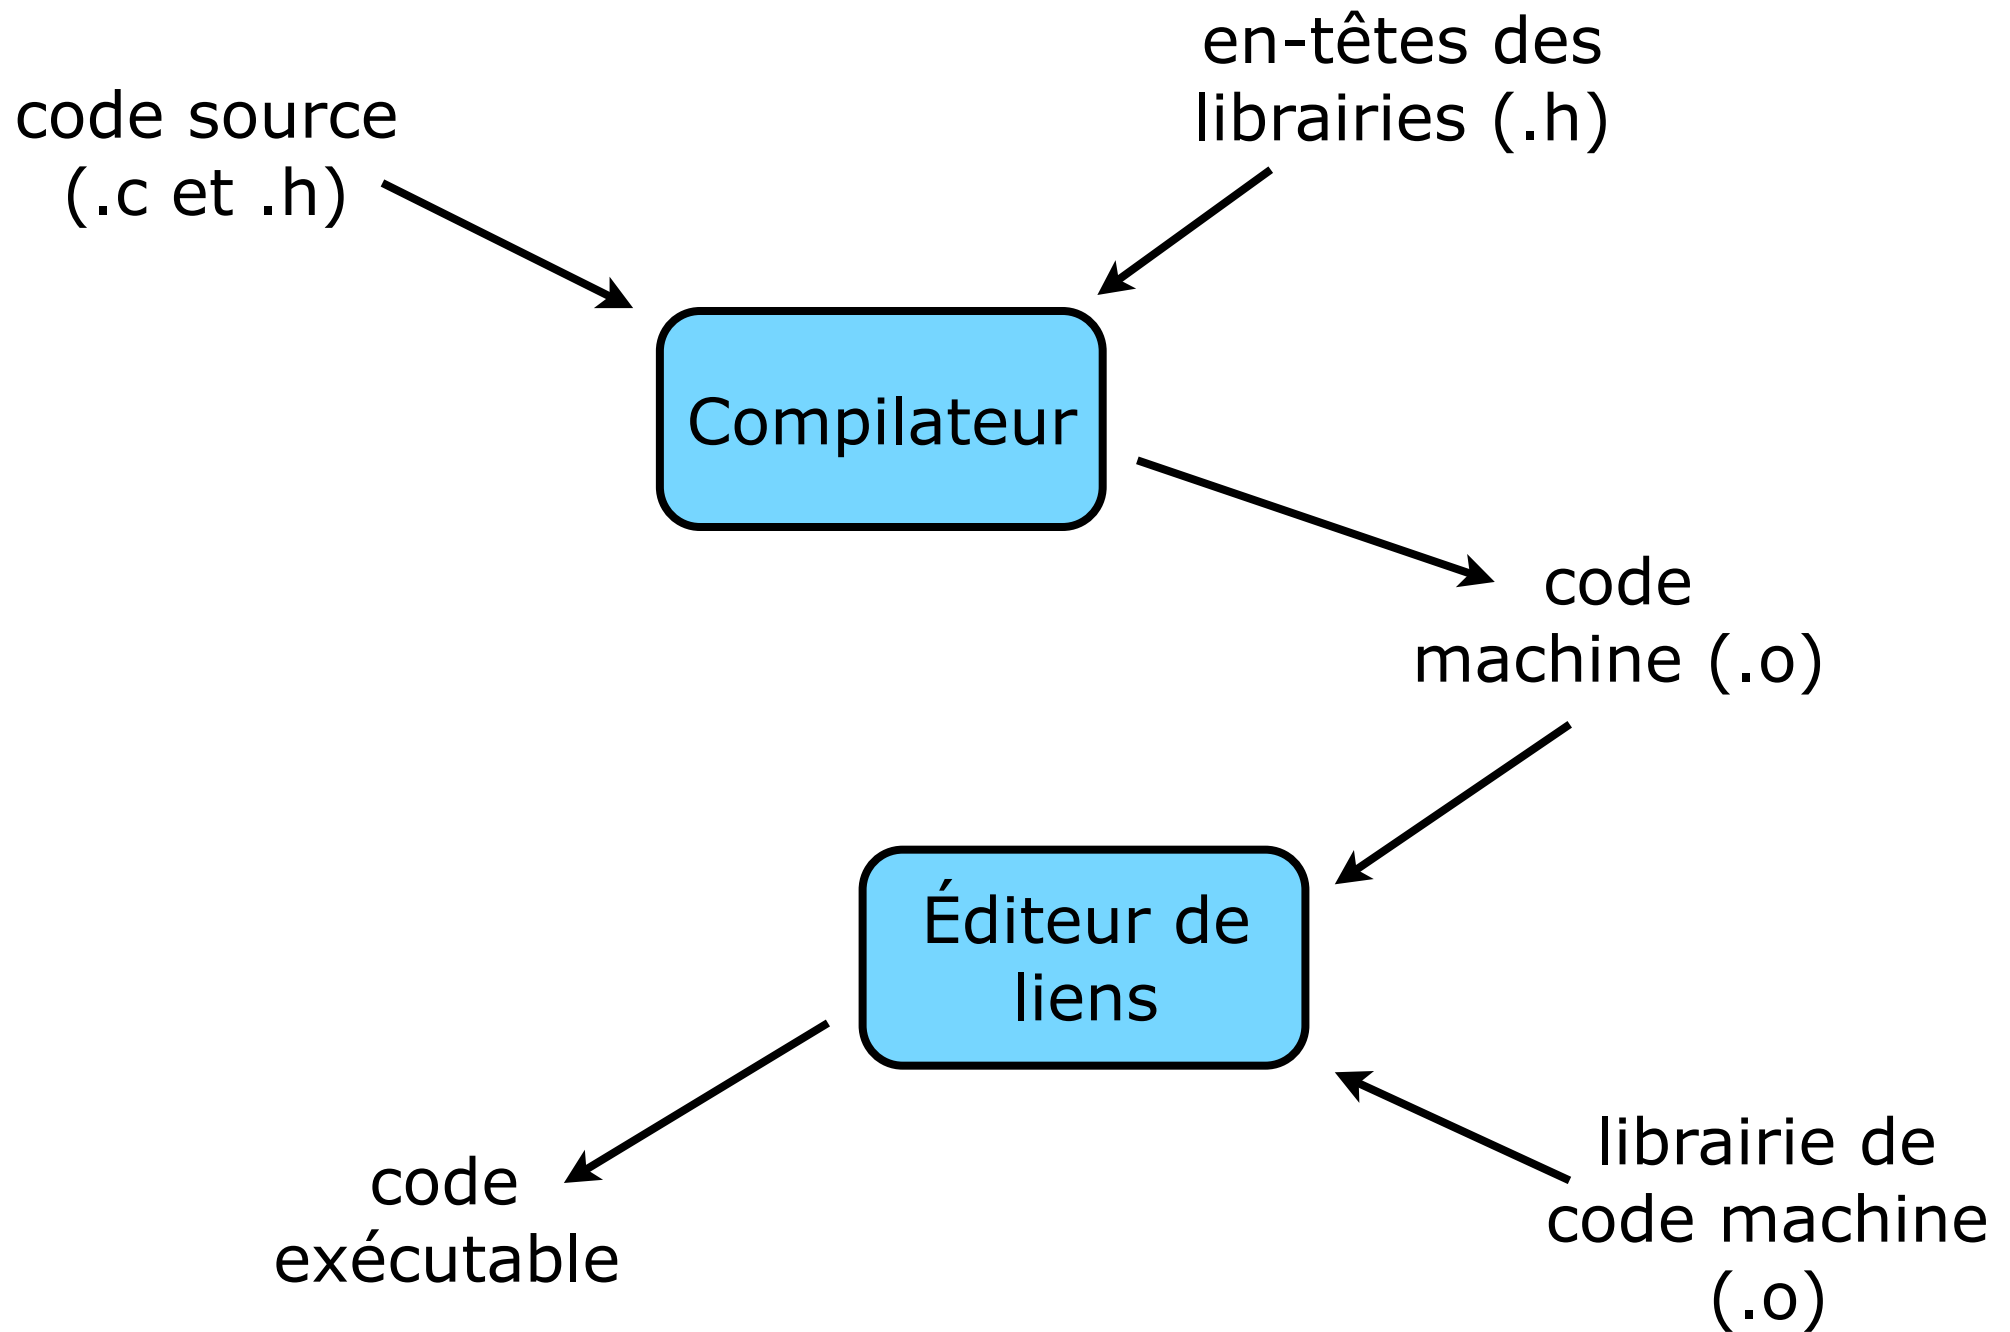 en-têtes des
librairies (.h)
code source
(.c et .h)
Compilateur
code
machine (.o)
Éditeur de
liens
librairie de
code machine
(.o)
code
exécutable